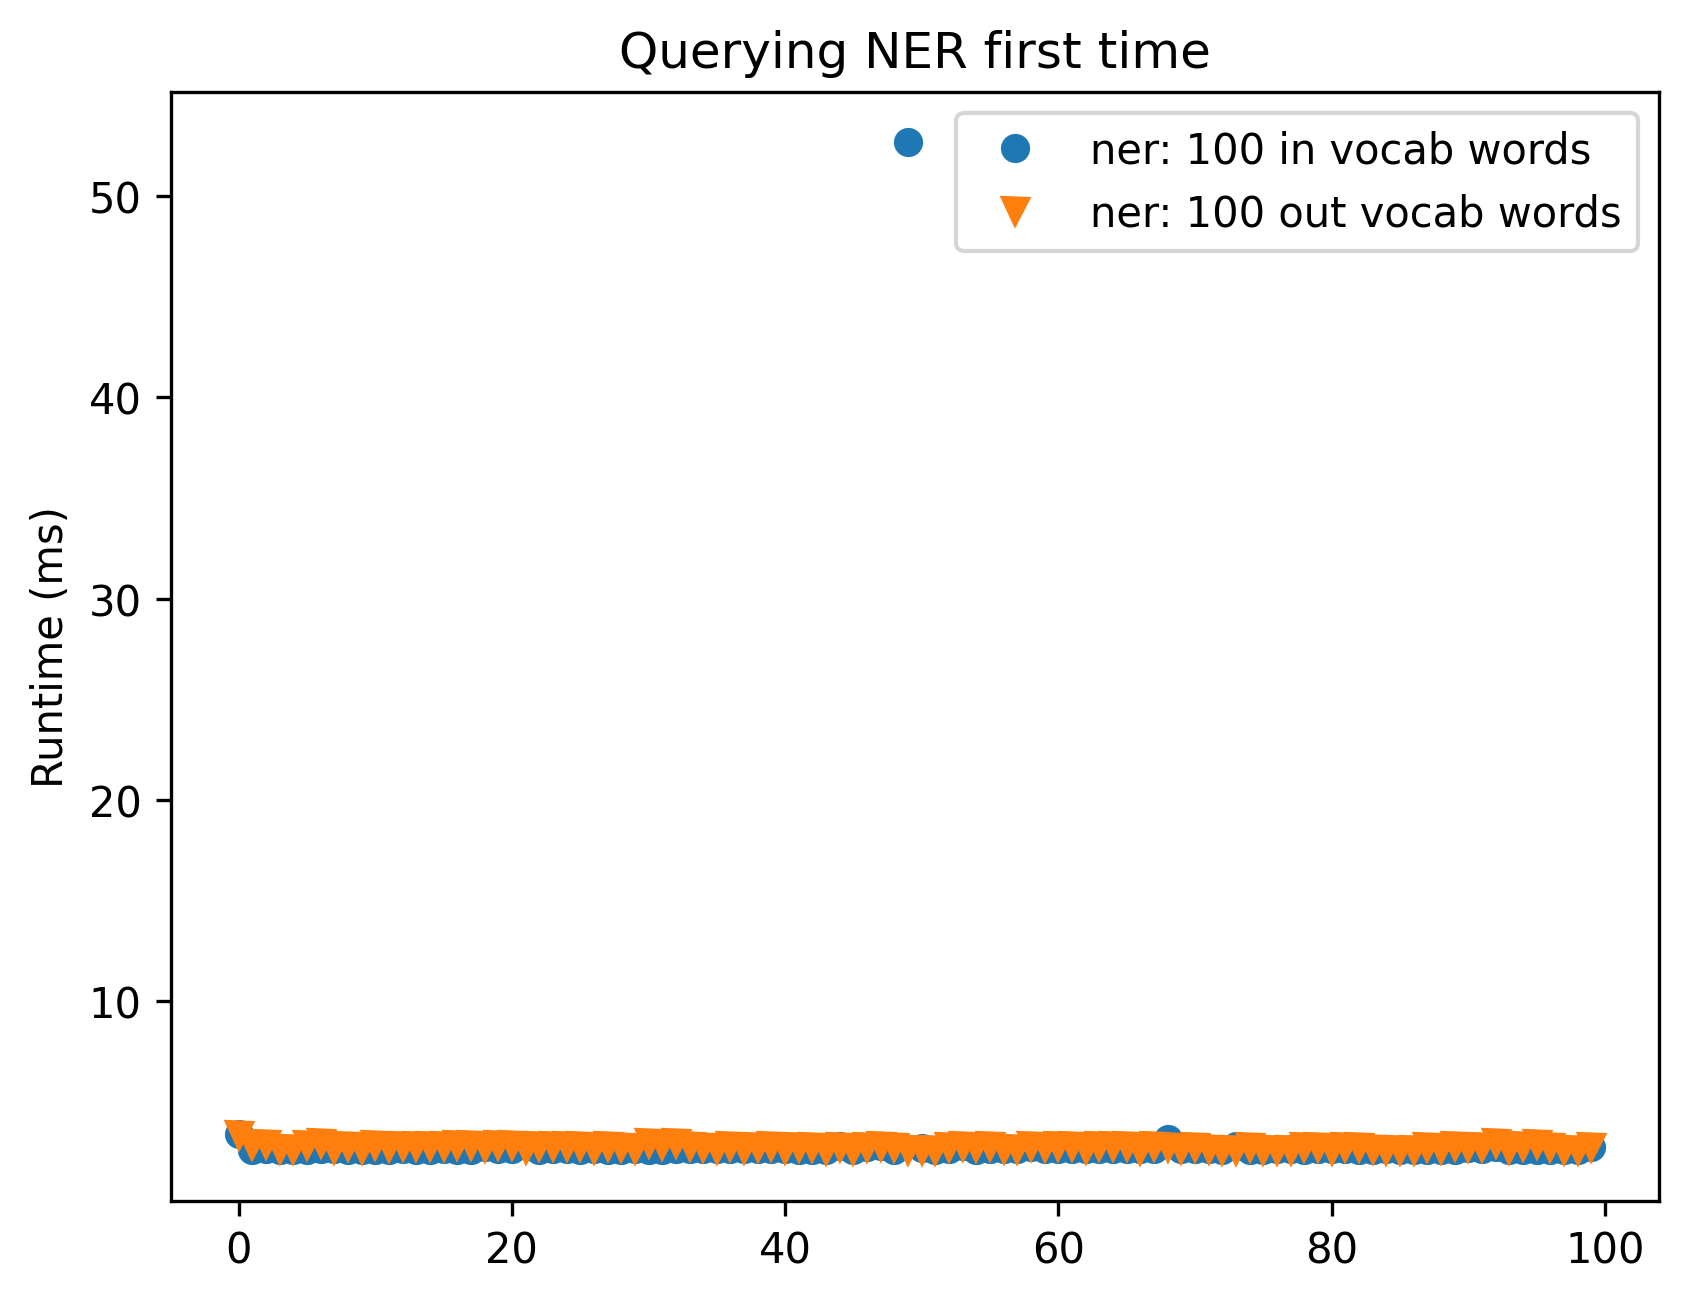 Querying NER first time
ner: 100 in vocab words
ner: 100 out vocab words
50
40
30
20
10
Runtime (ms)
0 20 40 60 80 100